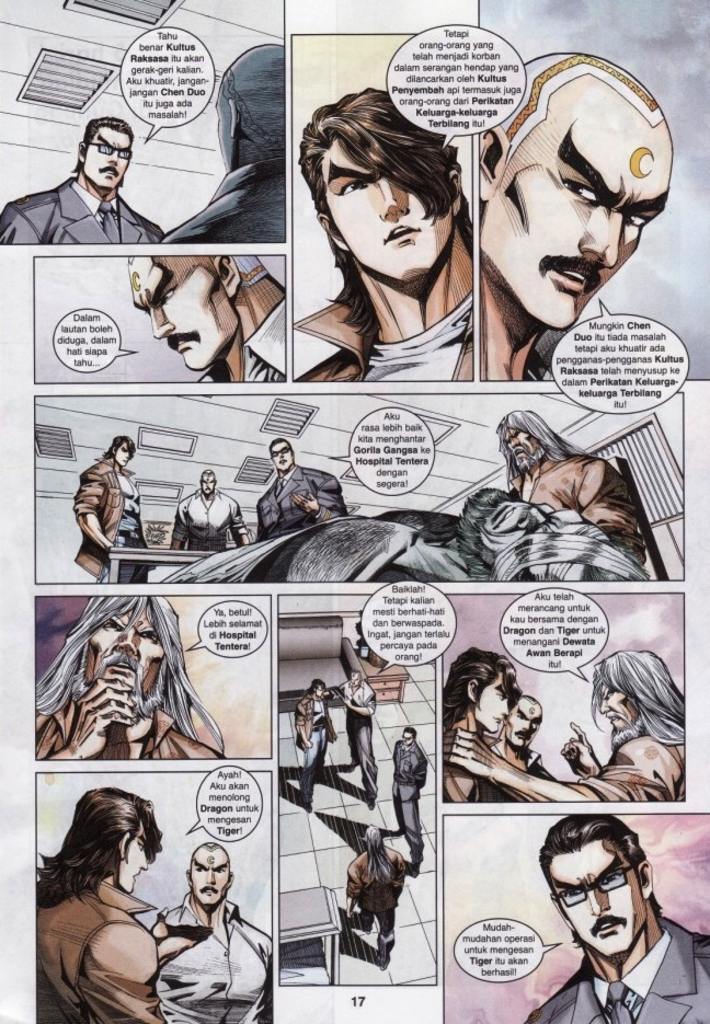 Tahu
benar Kultus
Raksasa itu akan
gerak-geri kalian.
Aku khuatir, jangan-
jangan Chen Duo
itu juga ada
masalah!
Tetapi
orang-orang yang
telah menjadi korban
dalam serangan hendap yang
dilancarkan oleh Kultus
Penyembah api termasuk juga
orang-orang dari Perikatan
Keluarga-keluarga
Terbilang itu!
Mungkin Chen
Duo itu tiada masalah
tetapi aku khuatir ada
pengganas-pengganas Kultus
Raksasa telah menyusup ke
dalam Perikatan Keluarga-
keluarga Terbilang
itu!
Dalam
lautan boleh
diduga, dalam
hati siapa
tahu...
Aku
rasa lebih baik
kita menghantar
Gorila Gangsa ke
Hospital Tentera
dengan
segera!
Ya, betul!
Lebih selamat
di Hospital
Tentera!
Baiklah!
Tetapi kalian
mesti berhati-hati
dan berwaspada.
Ingat, jangan terlalu
percaya pada
orang!
Aku telah
merancang untuk
kau bersama dengan
Dragon dan Tiger untuk
menangani Dewata
Awan Berapi
itu!
Ayah!
Aku akan
menolong
Dragon untuk
mengesan
Tiger!
Mudah-
mudahan operasi
untuk mengesan
Tiger itu akan
berhasil!
17